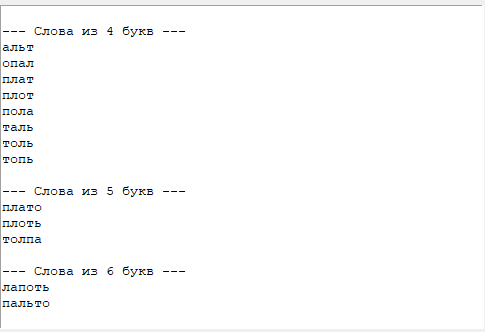 --- Слова из 4 букв ---
альт
опал
плат
плот
пола
таль
толь
топь
--- Слова из 5 букв ---
плато
плоть
толпа
--- Слова из 6 букв ---
лапоть
пальто